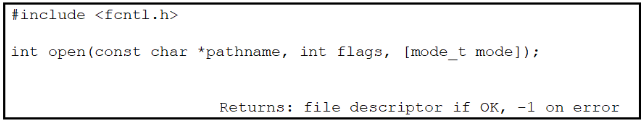 #include <fcntl.h>
int open(const char *pathname, int flags, [mode_t mode]);
Returns: file descriptor if OK, -1 on error